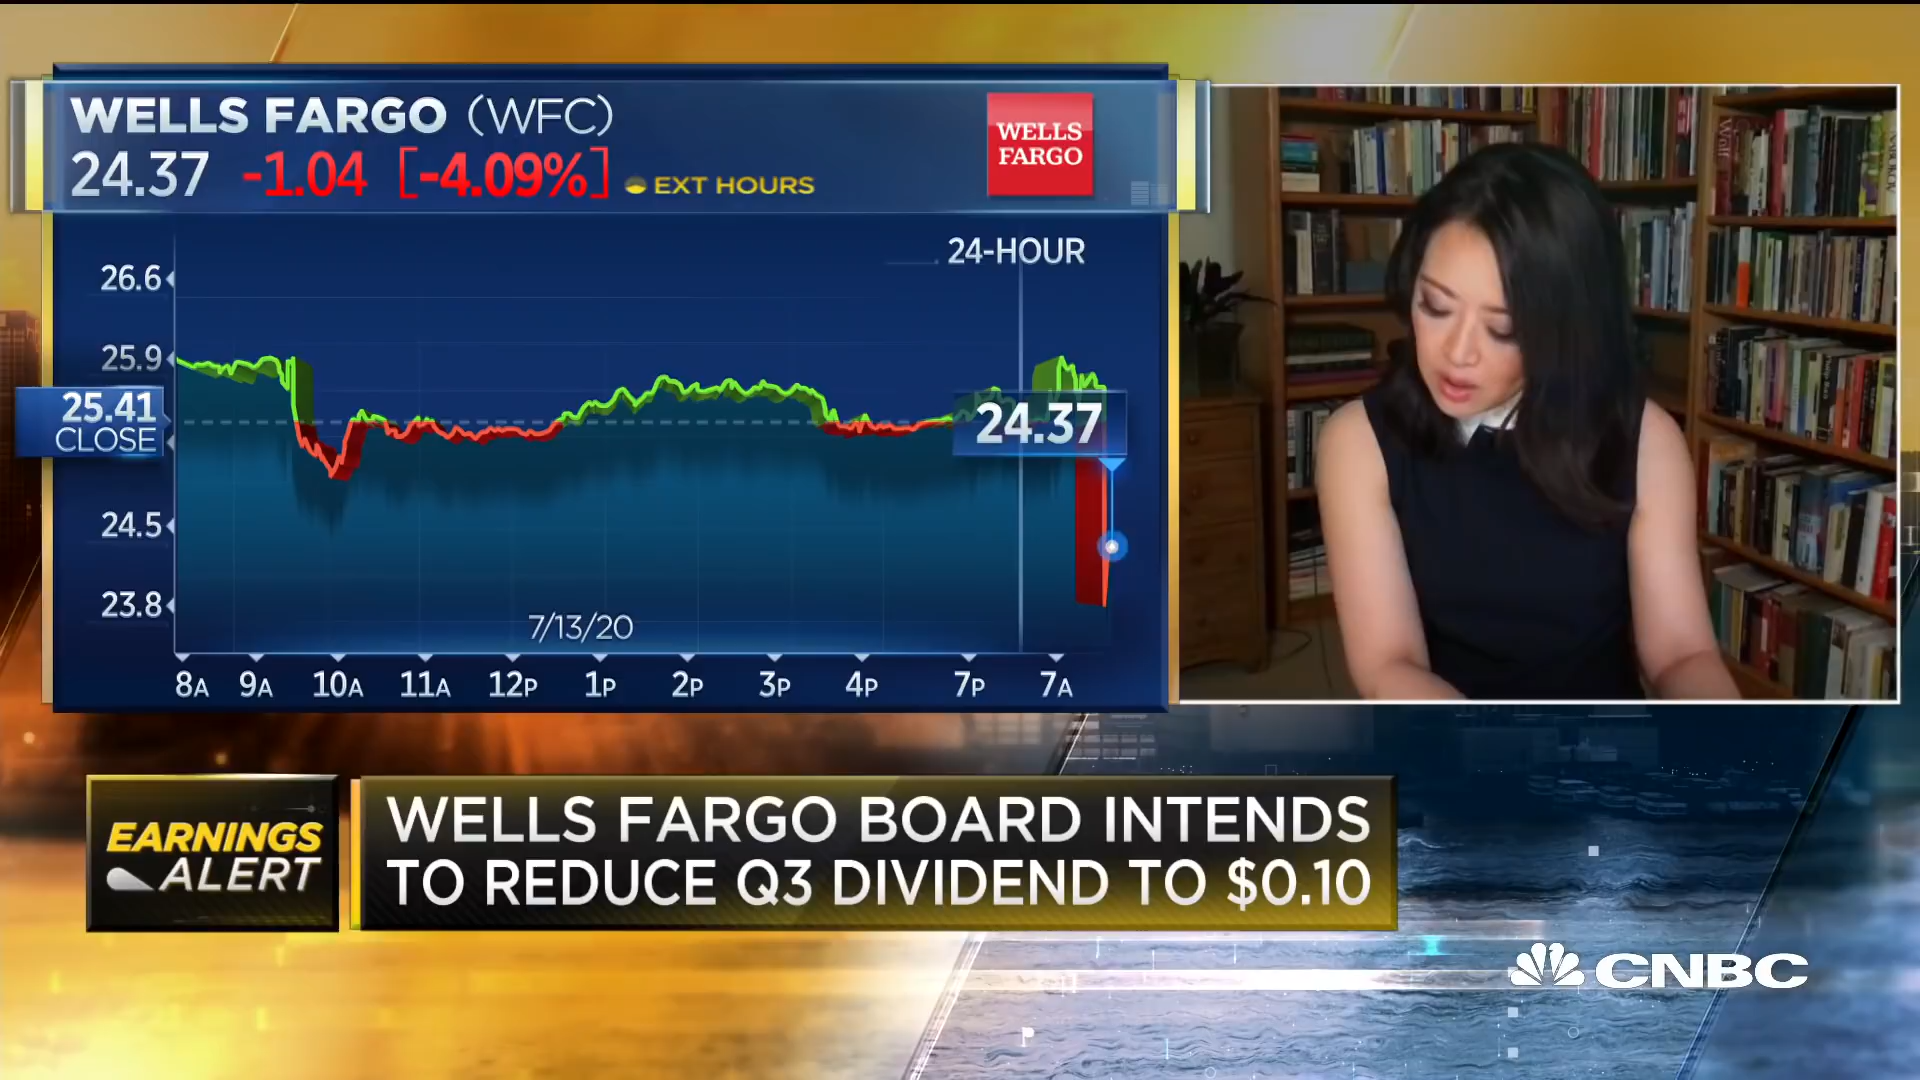 WELLS FARGO (WFC)
24.37 -1.04 [-4.09%] EXT HOURS
WELLS
FARGO
24-HOUR
26.6
25.9
25.41
CLOSE
24.37
24.5
23.8
7/13/20
8A 9A 10A 11A 12P 1P 2P 3P 4P 7P 7A
EARNINGS
ALERT
WELLS FARGO BOARD INTENDS
TO REDUCE Q3 DIVIDEND TO $0.10
CNBC